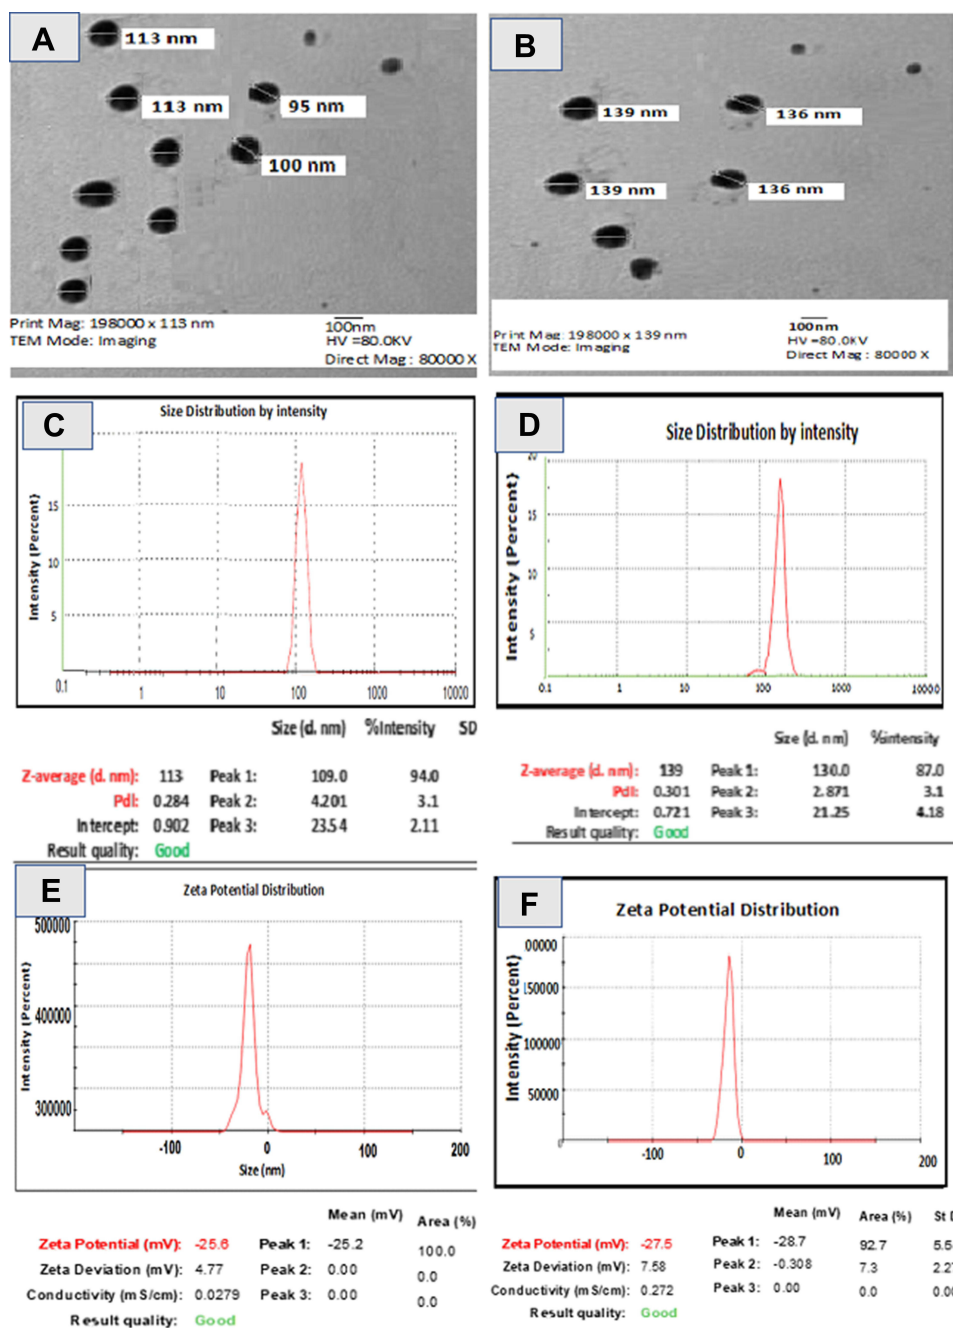 A
113 nm
113 nm
95 nm
100 nm
Print Mag: 198000 x 113 nm
TEM Mode: Imaging
100nm
HV =80.0KV
Direct Mag : 80000 X
B
139 nm
136 nm
139 nm
136 nm
Print Mag: 198000 x 139 nm
TEM Mode: Imaging
100nm
HV =80.0KV
Direct Mag : 80000 X
C
Size Distribution by intensity
Intensity (Percent)
15
10
5
0.1 1 10 100 1000 10000
Size (d. nm) %Intensity SD
Z-average (d. nm): 113 Peak 1: 109.0 94.0
PdI: 0.284 Peak 2: 4.201 3.1
Intercept: 0.902 Peak 3: 23.54 2.11
Result quality: Good
D
Size Distribution by intensity
Intensity (Percent)
15
5
0.1 1 10 100 1000 10000
Size (d. nm) %intensity
Z-average (d. nm): 139 Peak 1: 130.0 87.0
PdI: 0.301 Peak 2: 2.871 3.1
Intercept: 0.721 Peak 3: 21.25 4.18
Result quality: Good
E
Zeta Potential Distribution
Intensity (Percent)
500000
400000
300000
-100 0 100 200
Size (nm)
Mean (mV) Area (%)
Zeta Potential (mV): -25.6 Peak 1: -25.2 100.0
Zeta Deviation (mV): 4.77 Peak 2: 0.00 0.0
Conductivity (mS/cm): 0.0279 Peak 3: 0.00 0.0
Result quality: Good
F
Zeta Potential Distribution
Intensity (Percent)
00000
150000
100000
50000
0
-100 0 100 200
Mean (mV) Area (%) St D
Zeta Potential (mV): -27.5 Peak 1: -28.7 92.7 5.5
Zeta Deviation (mV): 7.58 Peak 2: -0.308 7.3 2.27
Conductivity (mS/cm): 0.272 Peak 3: 0.00 0.0 0.00
Result quality: Good